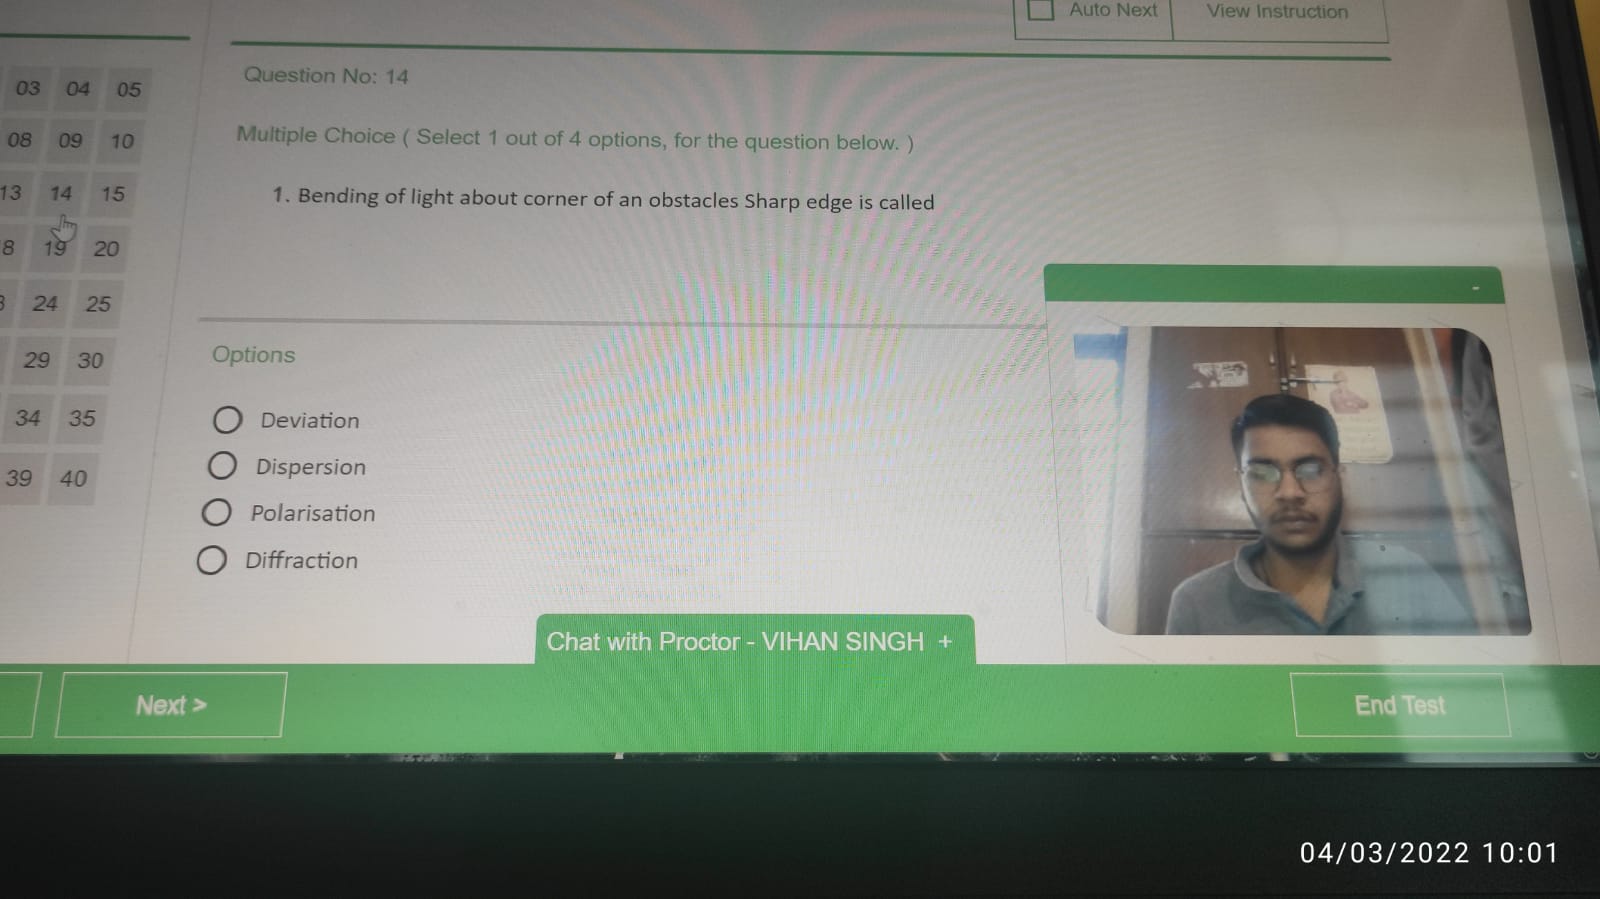 Auto Next View Instruction
03 04 05
08 09 10
13 14 15
8 19 20
24 25
29 30
34 35
39 40
Question No: 14
Multiple Choice ( Select 1 out of 4 options, for the question below. )
1. Bending of light about corner of an obstacles Sharp edge is called
-
Options
Deviation
Dispersion
Polarisation
Diffraction
Chat with Proctor - VIHAN SINGH +
Next >
End Test
04/03/2022 10:01